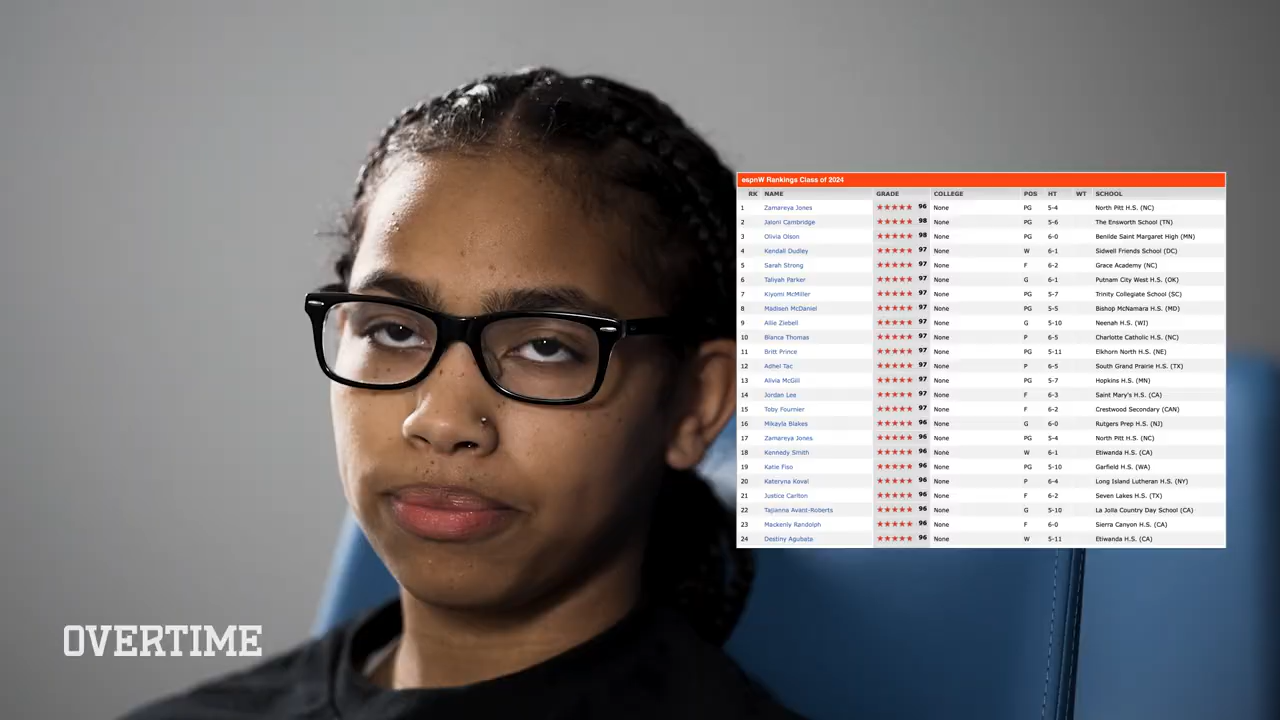 espnW Rankings Class of 2024
RK NAME GRADE COLLEGE POS HT WT SCHOOL
1 Zamareya Jones ★★★★★ 96 None PG 5-4 North Pitt H.S. (NC)
2 Jaloni Cambridge ★★★★★ 98 None PG 5-6 The Ensworth School (TN)
3 Olivia Olson ★★★★★ 98 None PG 6-0 Benilde Saint Margaret High (MN)
4 Kendall Dudley ★★★★★ 97 None W 6-1 Sidwell Friends School (DC)
5 Sarah Strong ★★★★★ 97 None F 6-2 Grace Academy (NC)
6 Taliyah Parker ★★★★★ 97 None G 6-1 Putnam City West H.S. (OK)
7 Kiyomi McMiller ★★★★★ 97 None PG 5-7 Trinity Collegiate School (SC)
8 Madisen McDaniel ★★★★★ 97 None PG 5-5 Bishop McNamara H.S. (MD)
9 Allie Ziebell ★★★★★ 97 None G 5-10 Neenah H.S. (WI)
10 Blanca Thomas ★★★★★ 97 None P 6-5 Charlotte Catholic H.S. (NC)
11 Britt Prince ★★★★★ 97 None PG 5-11 Elkhorn North H.S. (NE)
12 Adhel Tac ★★★★★ 97 None P 6-5 South Grand Prairie H.S. (TX)
13 Alivia McGill ★★★★★ 97 None PG 5-7 Hopkins H.S. (MN)
14 Jordan Lee ★★★★★ 97 None F 6-3 Saint Mary's H.S. (CA)
15 Toby Fournier ★★★★★ 97 None F 6-2 Crestwood Secondary (CAN)
16 Mikayla Blakes ★★★★★ 96 None G 6-0 Rutgers Prep H.S. (NJ)
17 Zamareya Jones ★★★★★ 96 None PG 5-4 North Pitt H.S. (NC)
18 Kennedy Smith ★★★★★ 96 None W 6-1 Etiwanda H.S. (CA)
19 Katie Fiso ★★★★★ 96 None PG 5-10 Garfield H.S. (WA)
20 Kateryna Koval ★★★★★ 96 None P 6-4 Long Island Lutheran H.S. (NY)
21 Justice Carlton ★★★★★ 96 None F 6-2 Seven Lakes H.S. (TX)
22 Tajianna Avant-Roberts ★★★★★ 96 None G 5-10 La Jolla Country Day School (CA)
23 Mackenly Randolph ★★★★★ 96 None F 6-0 Sierra Canyon H.S. (CA)
24 Destiny Agubata ★★★★★ 96 None W 5-11 Etiwanda H.S. (CA)
OVERTIME